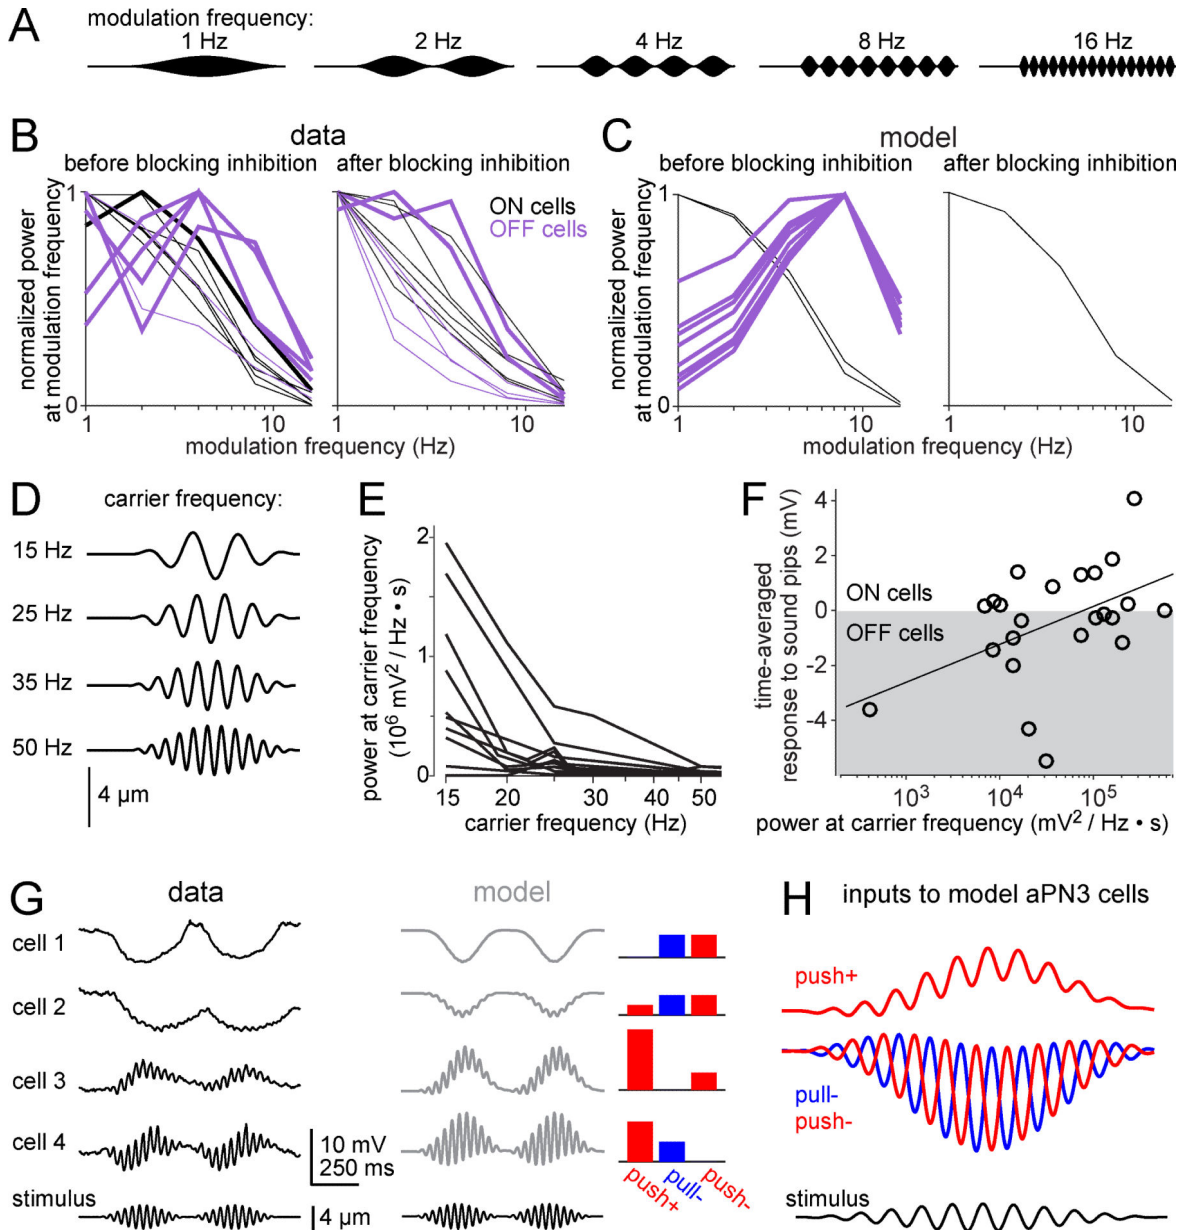 A
modulation frequency:
1 Hz
2 Hz
4 Hz
8 Hz
16 Hz
B
data
before blocking inhibition
after blocking inhibition
normalized power
at modulation frequency
1
0
ON cells
OFF cells
1
10
1
10
modulation frequency (Hz)
C
model
before blocking inhibition
after blocking inhibition
normalized power
at modulation frequency
1
0
1
10
1
10
modulation frequency (Hz)
D
carrier frequency:
15 Hz
25 Hz
35 Hz
50 Hz
4 µm
E
power at carrier frequency
(10⁶ mV² / Hz • s)
2
1
0
15
20
30
40
50
carrier frequency (Hz)
F
time-averaged
response to sound pips (mV)
4
2
0
-2
-4
ON cells
OFF cells
10³
10⁴
10⁵
power at carrier frequency (mV² / Hz • s)
G
data
model
cell 1
cell 2
cell 3
cell 4
stimulus
10 mV
250 ms
4 µm
push+
pull-
push-
H
inputs to model aPN3 cells
push+
pull-
push-
stimulus